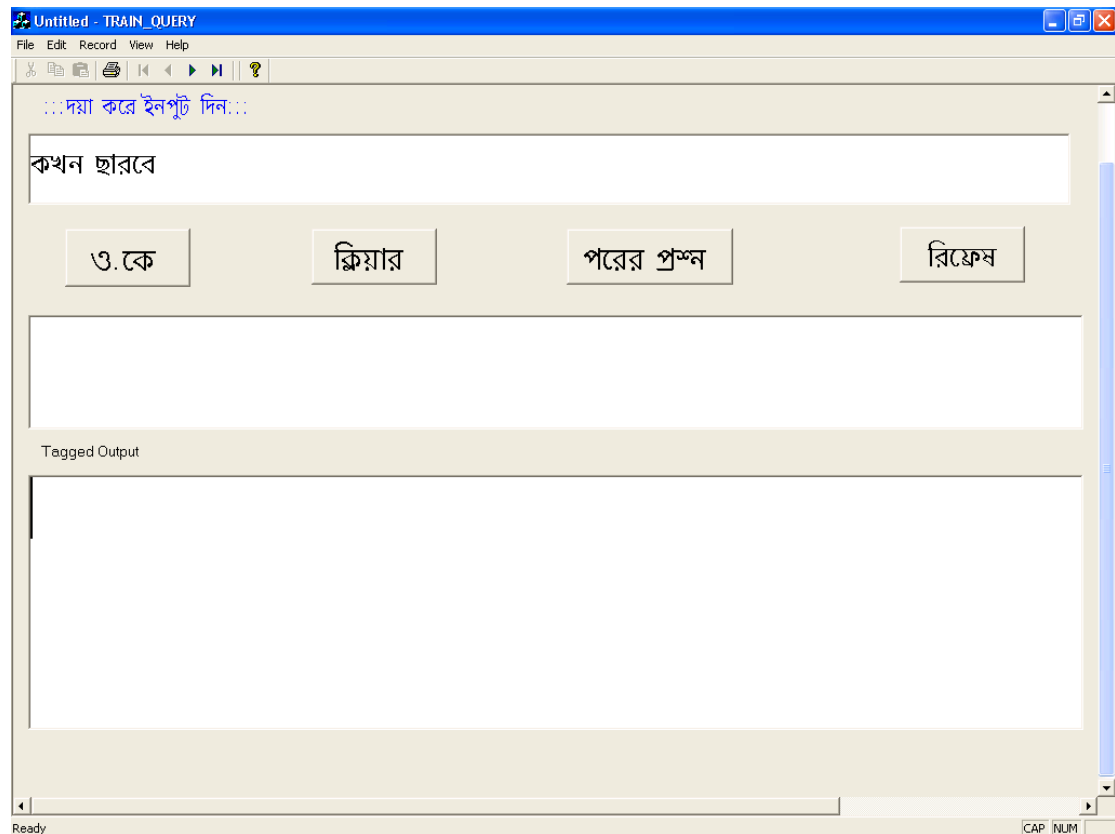 Untitled - TRAIN_QUERY
File Edit Record View Help
:::দয়া করে ইনপুট দিন:::
কখন ছারবে
ও.কে ক্লিয়ার পরের প্রশ্ন রিফ্রেষ
Tagged Output
Ready CAP NUM